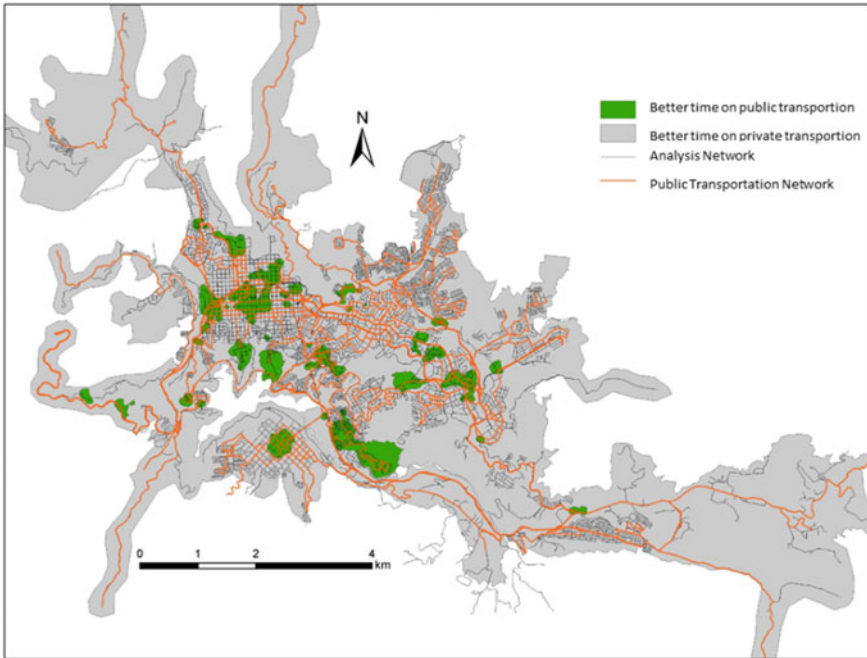 N
Better time on public transportion
Better time on private transportion
Analysis Network
Public Transportation Network
0 1 2 4
km